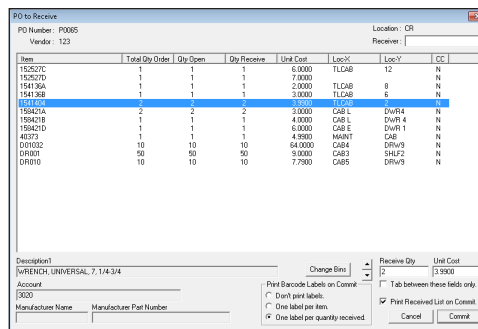 PO to Receive
PO Number: P0065 Location: CR
Vendor: 123 Receiver:
Item Total Qty Order Qty Open Qty Receive Unit Cost Loc-X Loc-Y CC
152527C 1 1 1 6.0000 TLCAB 12 N
152527D 1 1 1 7.0000 N
154136A 1 1 1 2.0000 TLCAB 8 N
154136B 1 1 1 3.0000 TLCAB 6 N
1541404 2 2 2 3.9900 TLCAB 2 N
158421A 2 2 2 3.0000 CAB L DWR4 N
158421B 1 1 1 4.0000 CAB L DWR 4 N
158421D 1 1 1 6.0000 CAB E DWR 1 N
40373 1 1 1 4.9900 MAINT CAB N
D01032 10 10 10 64.0000 CAB4 DRW9 N
DR001 50 50 50 9.0000 CAB3 SHLF2 N
DR010 10 10 10 7.7900 CAB5 DRW9 N
Description1 Receive Qty Unit Cost
WRENCH, UNIVERSAL, 7, 1/4-3/4 Change Bins 2 3.9900
Account Print Barcode Labels on Commit Tab between these fields only.
3020 Don't print labels.
Manufacturer Name Manufacturer Part Number One label per item. Print Received List on Commit.
One label per quantity received. Cancel Commit